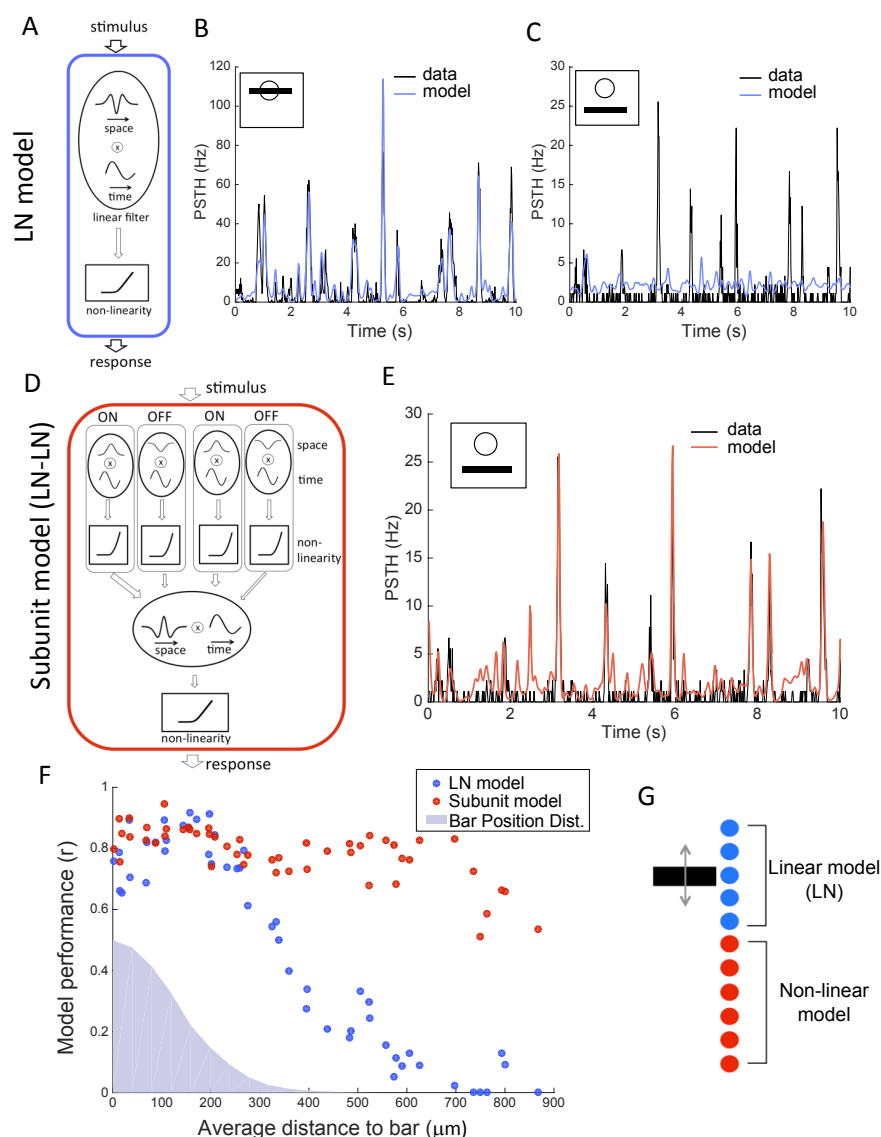 A
stimulus
LN model
space
x
time
linear filter
non-linearity
response
B
data
model
PSTH (Hz)
120
100
80
60
40
20
0
0 2 4 6 8 10
Time (s)
C
data
model
PSTH (Hz)
30
25
20
15
10
5
0
0 2 4 6 8 10
Time (s)
D
stimulus
Subunit model (LN-LN)
ON OFF ON OFF
space
x x x x
time
non-
linearity
x
space time
non-linearity
response
E
data
model
PSTH (Hz)
30
25
20
15
10
5
0
0 2 4 6 8 10
Time (s)
F
LN model
Subunit model
Bar Position Dist.
Model performance (r)
1
0.8
0.6
0.4
0.2
0
0 100 200 300 400 500 600 700 800 900
Average distance to bar (μm)
G
Linear model
(LN)
Non-linear
model